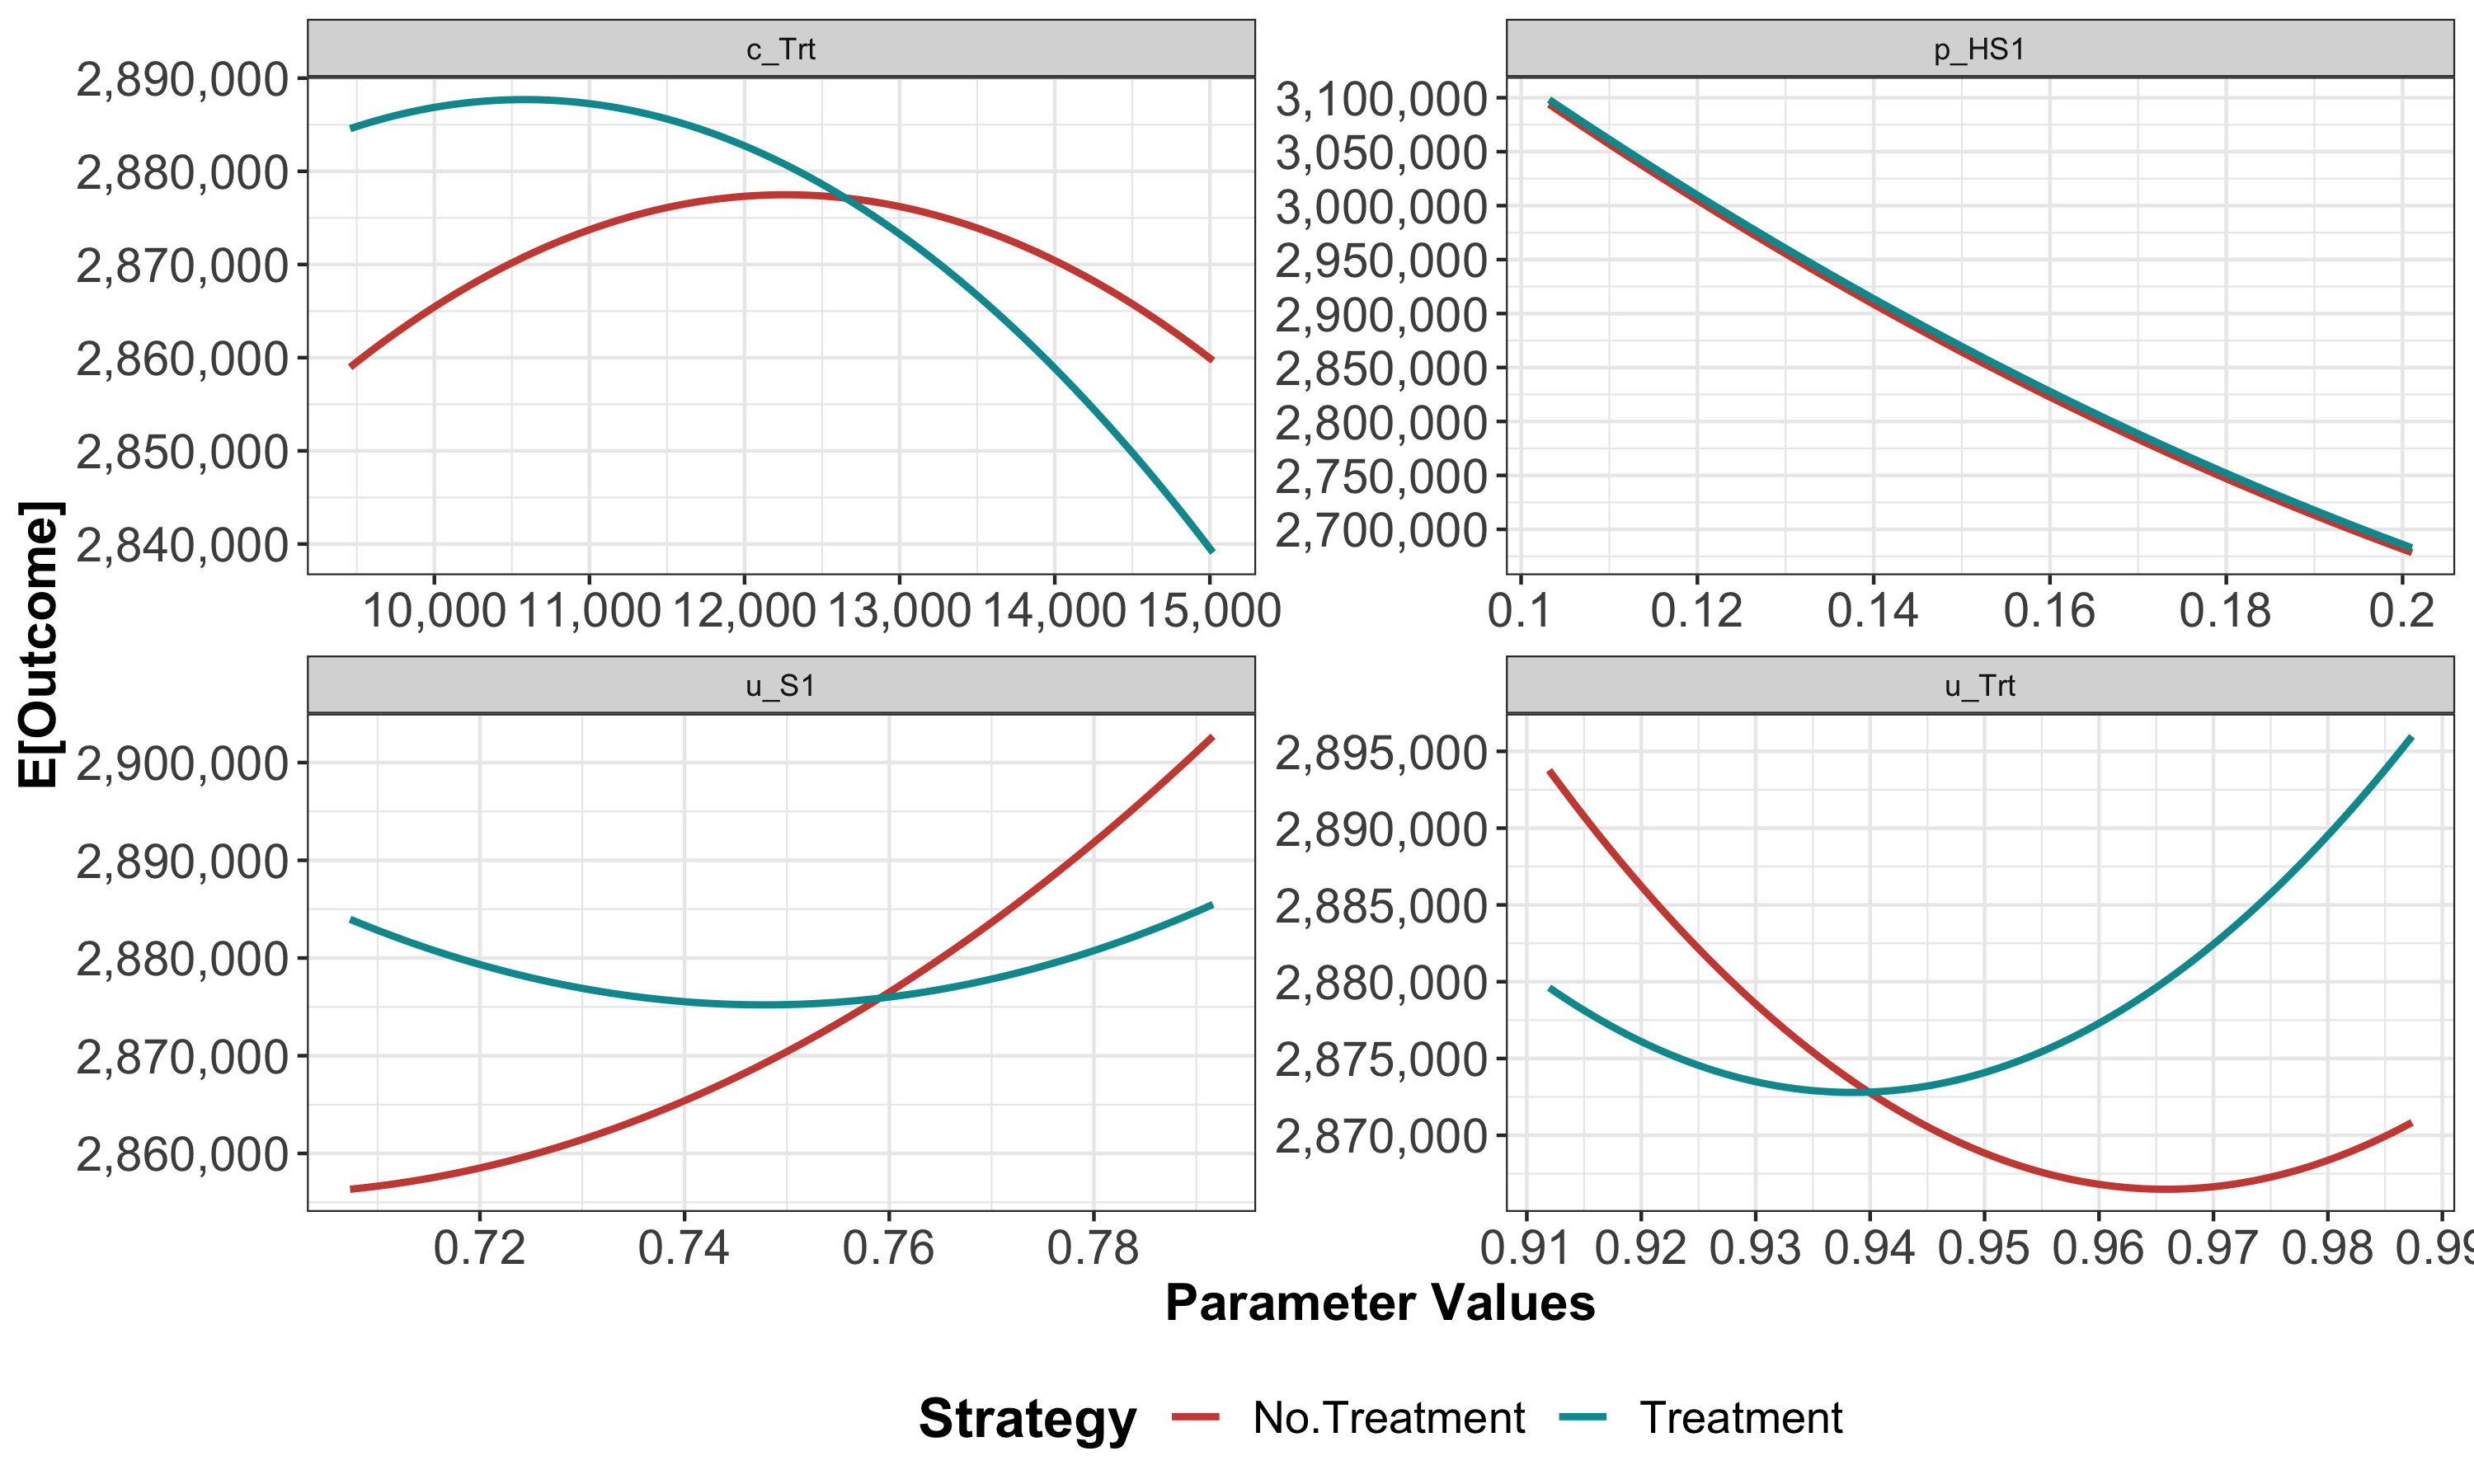 c_Trt
2,890,000
2,880,000
2,870,000
2,860,000
2,850,000
2,840,000
10,000 11,000 12,000 13,000 14,000 15,000
p_HS1
3,100,000
3,050,000
3,000,000
2,950,000
2,900,000
2,850,000
2,800,000
2,750,000
2,700,000
0.1 0.12 0.14 0.16 0.18 0.2
E[Outcome]
u_S1
2,900,000
2,890,000
2,880,000
2,870,000
2,860,000
0.72 0.74 0.76 0.78
u_Trt
2,895,000
2,890,000
2,885,000
2,880,000
2,875,000
2,870,000
0.91 0.92 0.93 0.94 0.95 0.96 0.97 0.98 0.99
Parameter Values
Strategy No.Treatment Treatment